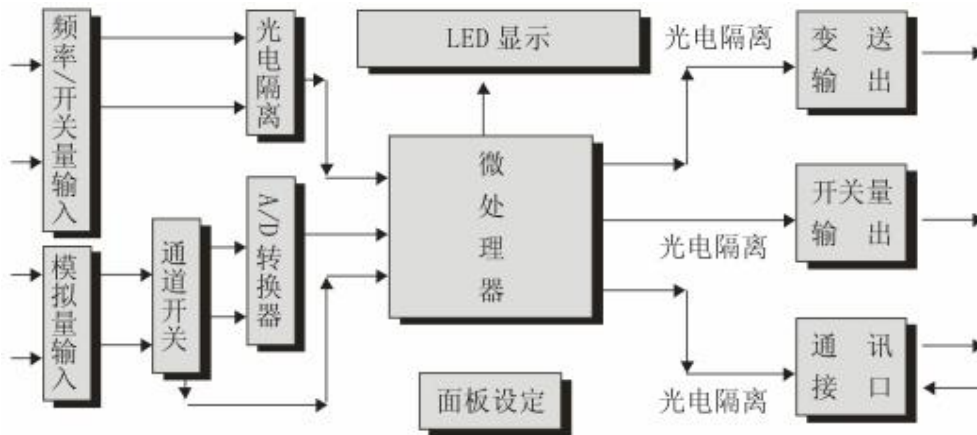 频率/开关量输入
光电隔离
LED 显示
光电隔离
变 送
输 出
微处理器
A/D转换器
通道开关
模拟量输入
开关量
输 出
光电隔离
通 讯
接 口
光电隔离
面板设定